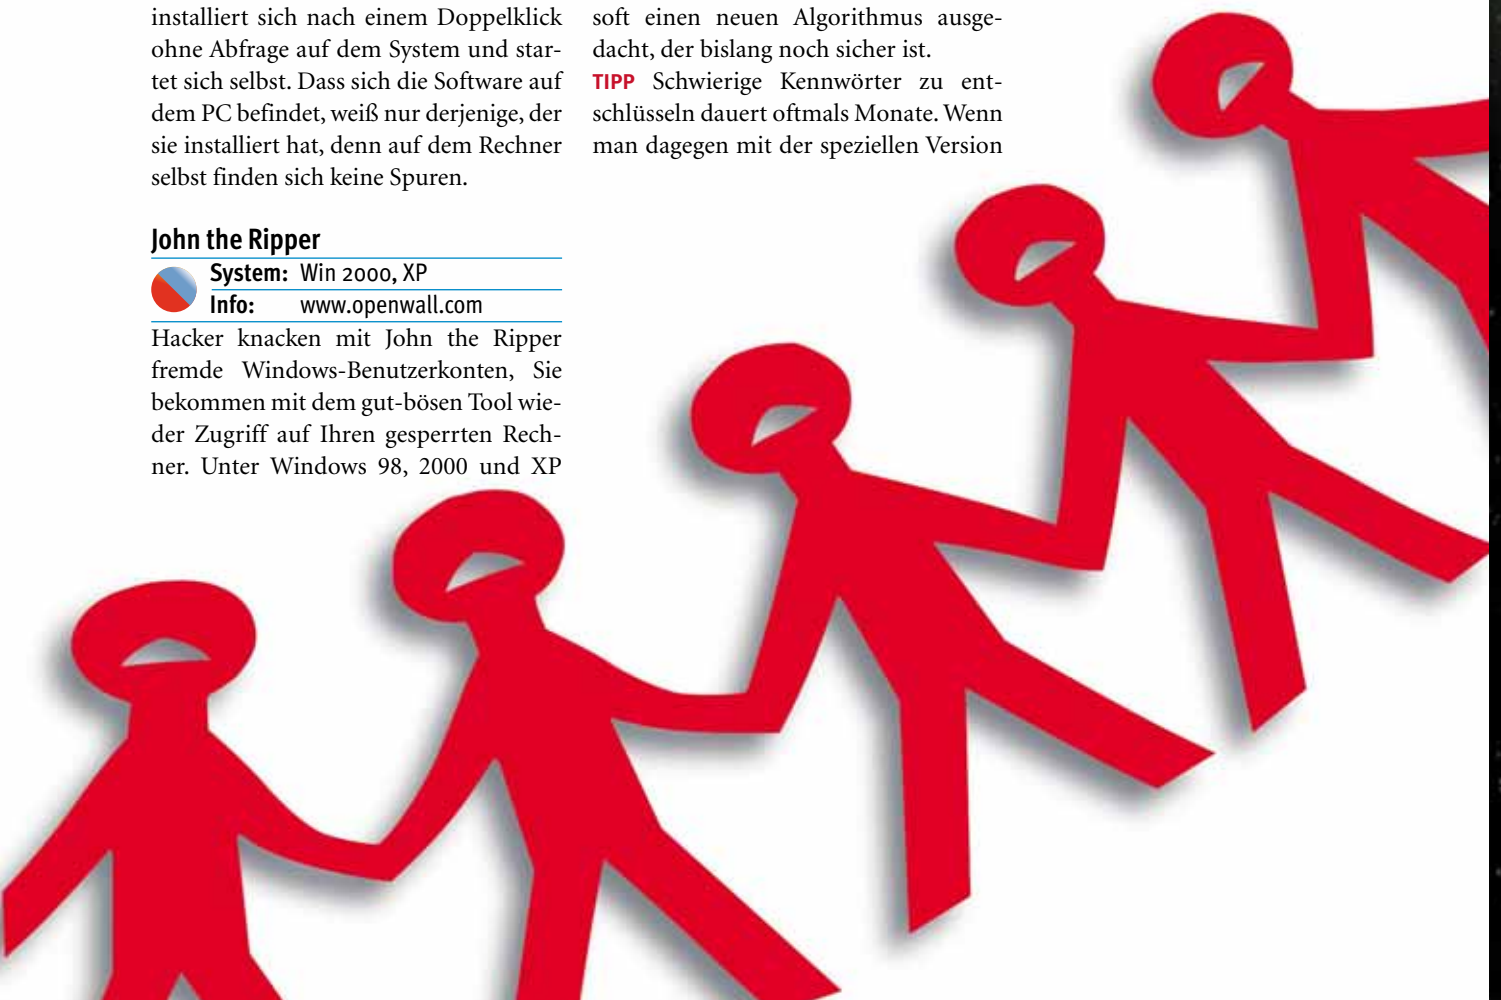 installiert sich nach einem Doppelklick
ohne Abfrage auf dem System und star-
tet sich selbst. Dass sich die Software auf
dem PC befindet, weiß nur derjenige, der
sie installiert hat, denn auf dem Rechner
selbst finden sich keine Spuren.
John the Ripper
System: Win 2000, XP
Info: www.openwall.com
Hacker knacken mit John the Ripper
fremde Windows-Benutzerkonten, Sie
bekommen mit dem gut-bösen Tool wie-
der Zugriff auf Ihren gesperrten Rech-
ner. Unter Windows 98, 2000 und XP
soft einen neuen Algorithmus ausge-
dacht, der bislang noch sicher ist.
TIPP Schwierige Kennwörter zu ent-
schlüsseln dauert oftmals Monate. Wenn
man dagegen mit der speziellen Version